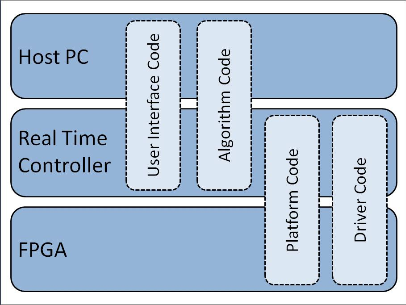 Host PC
User Interface Code
Algorithm Code
Real Time
Controller
Platform Code
Driver Code
FPGA